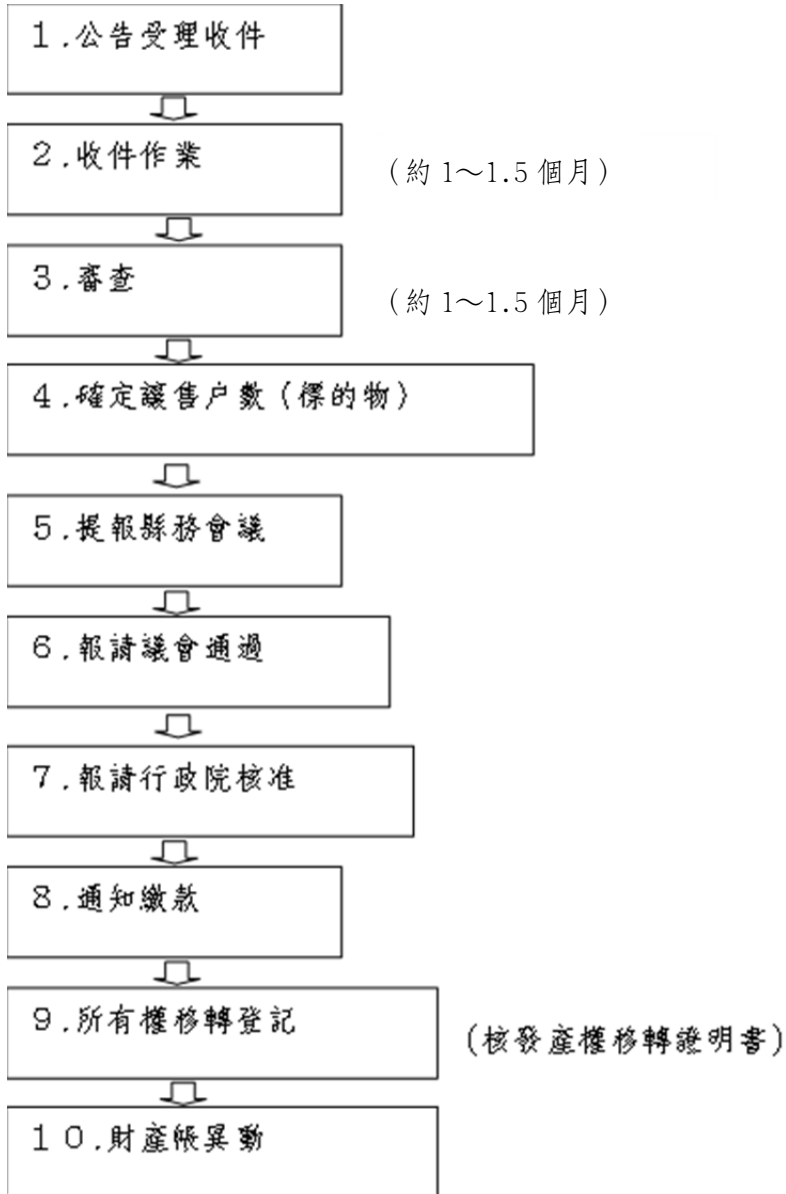 １.公告受理收件
２.收件作業
（約 1～1.5 個月）
３.審查
（約 1～1.5 個月）
４.確定讓售戶數（標的物）
５.提報縣務會議
６.報請議會通過
７.報請行政院核准
８.通知繳款
９.所有權移轉登記
(核發產權移轉證明書)
１０.財產帳異動